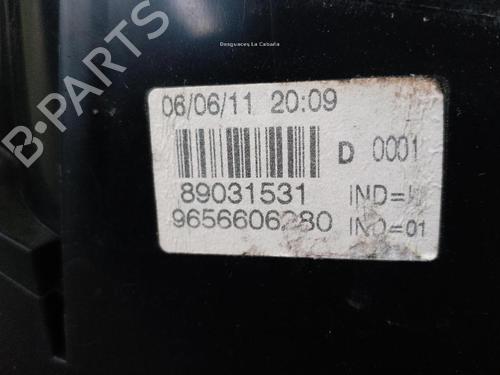 Desguaces La Cabaña
B-PARTS
06/06/11 20:09
D 0001
89031531 IND=
9656606280 IND=01